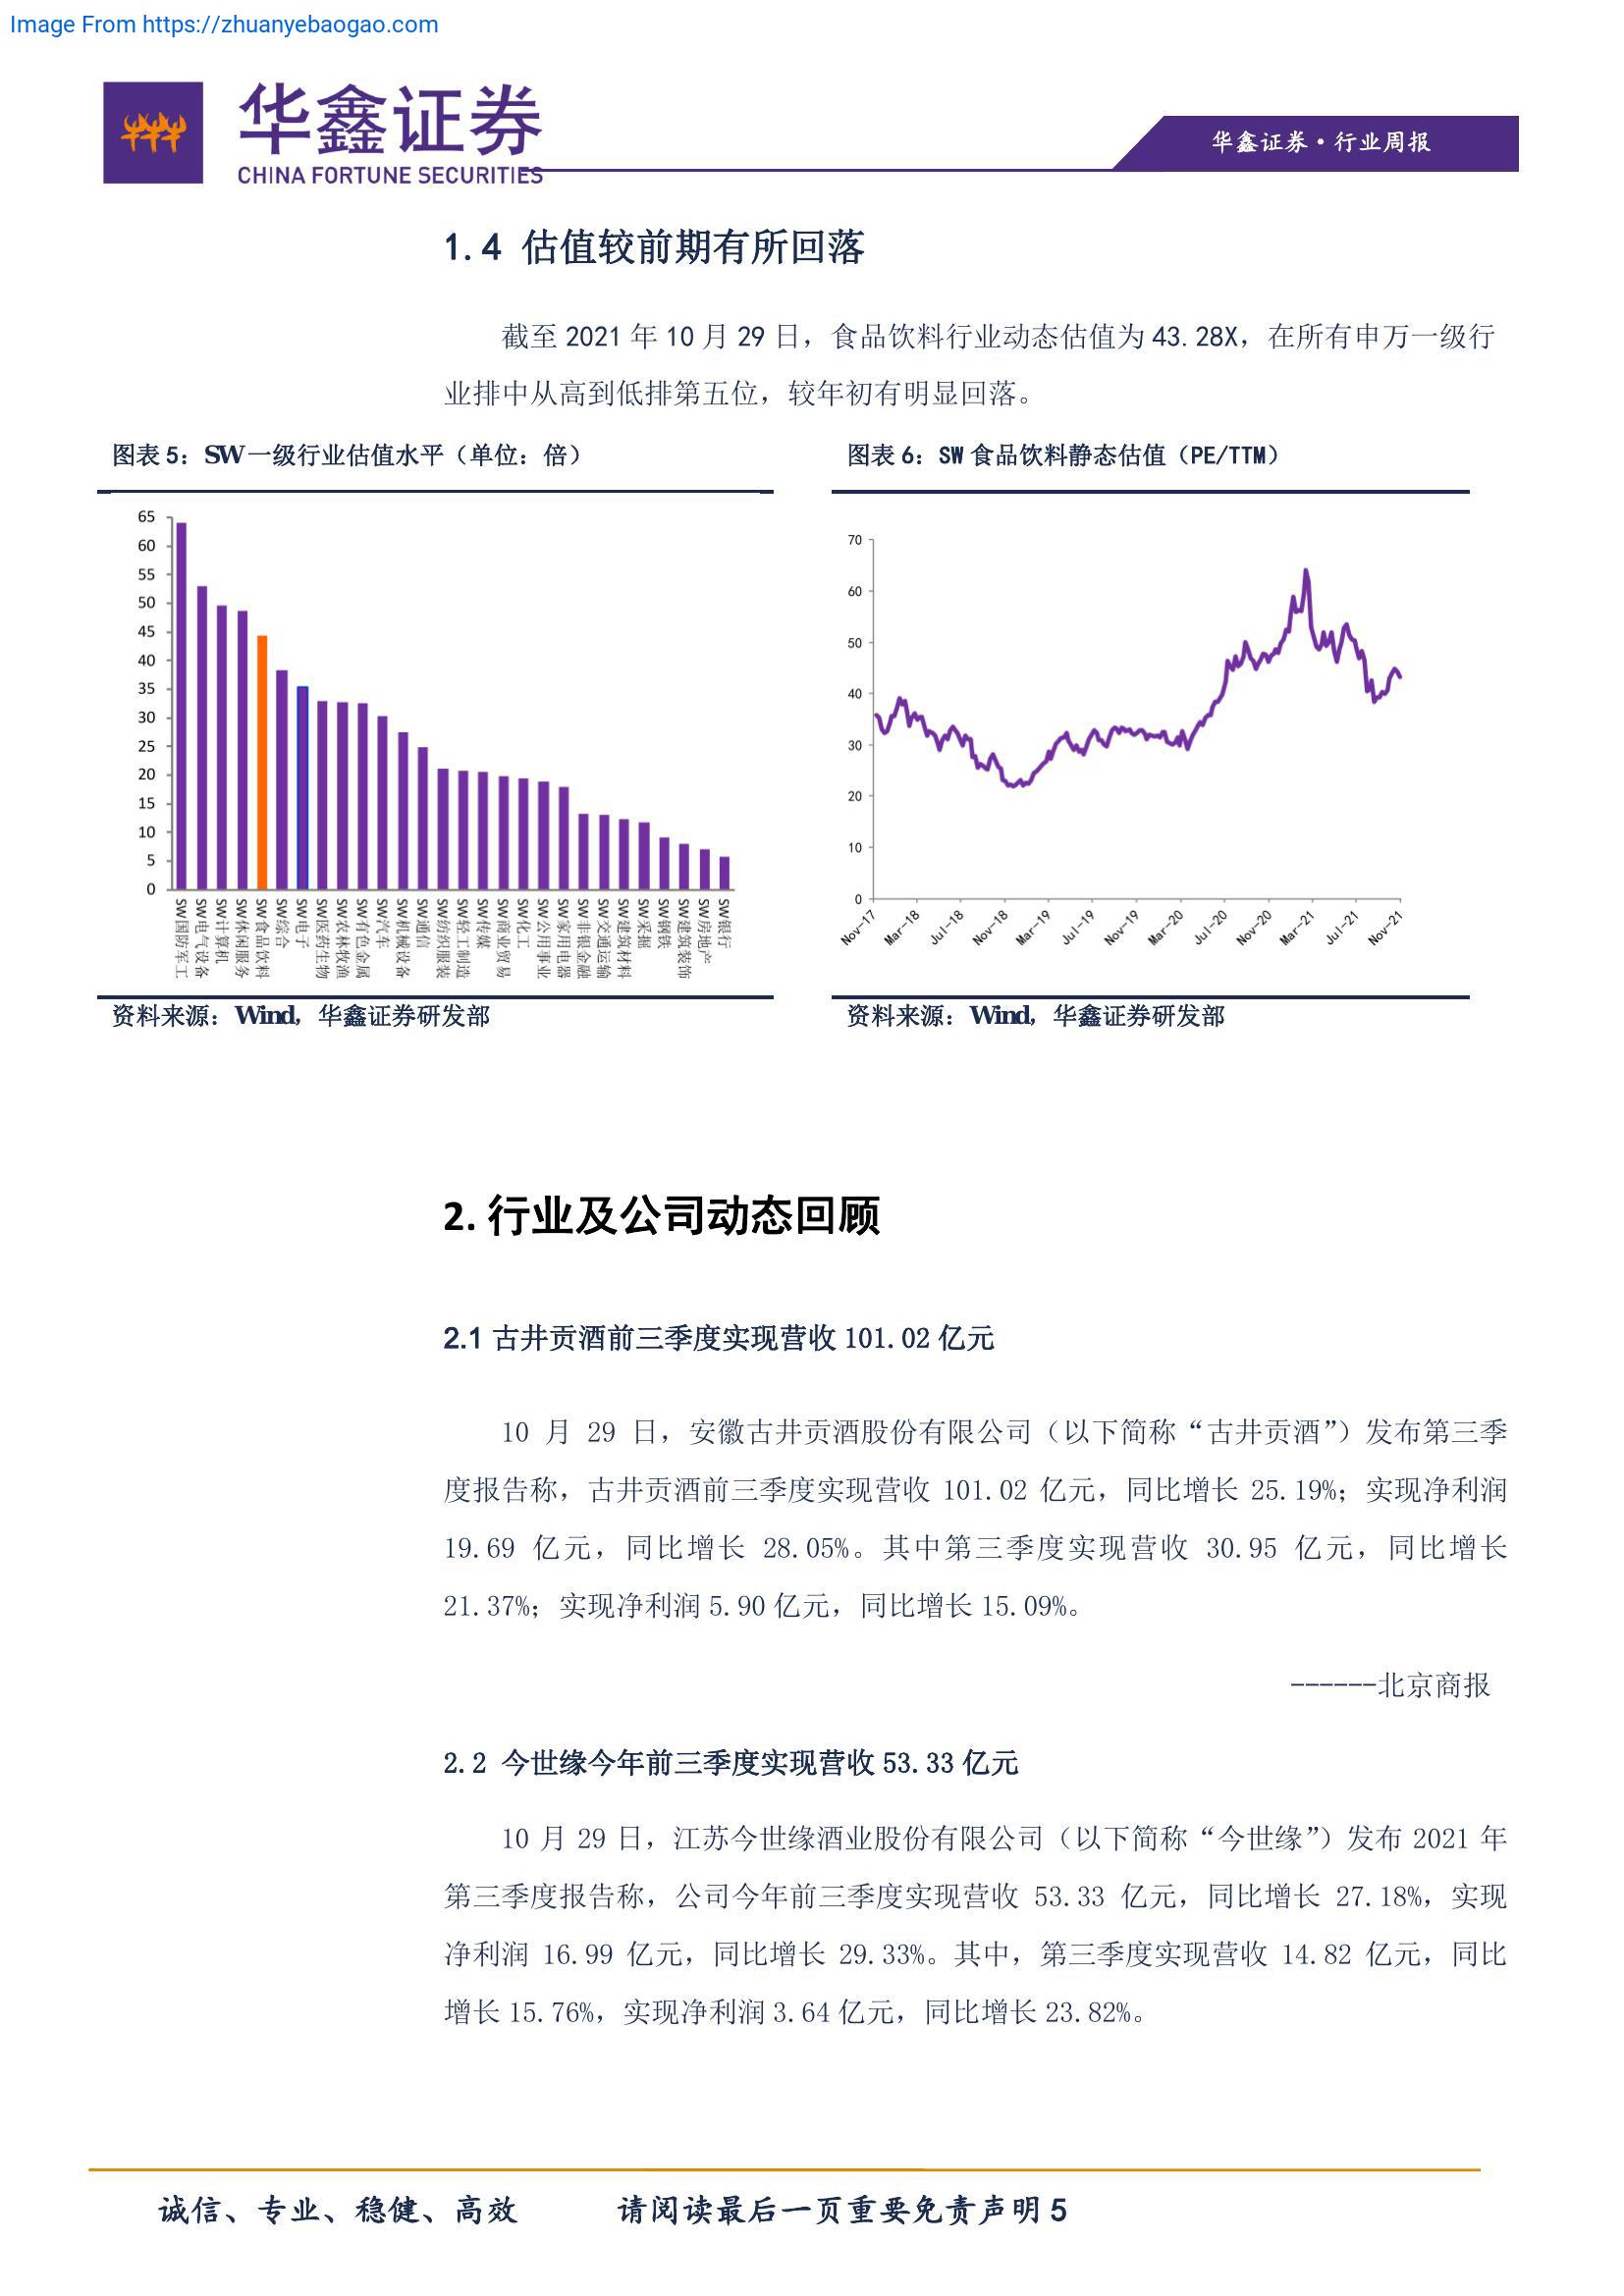 Image From https://zhuanyebaogao.com
华鑫证券
CHINA FORTUNE SECURITIES
华鑫证券·行业周报
1.4 估值较前期有所回落
截至 2021 年 10 月 29 日，食品饮料行业动态估值为 43.28X，在所有申万一级行
业排中从高到低排第五位，较年初有明显回落。
图表 5：SW 一级行业估值水平（单位：倍）
65
60
55
50
45
40
35
30
25
20
15
10
5
0
SW国防军工
SW电气设备
SW计算机
SW休闲服务
SW食品饮料
SW综合
SW电子
SW医药生物
SW农林牧渔
SW有色金属
SW汽车
SW机械设备
SW通信
SW纺织服装
SW轻工制造
SW传媒
SW商业贸易
SW化工
SW公用事业
SW家用电器
SW非银金融
SW交通运输
SW建筑材料
SW采掘
SW钢铁
SW建筑装饰
SW房地产
SW银行
资料来源：Wind，华鑫证券研发部
图表 6：SW 食品饮料静态估值（PE/TTM）
70
60
50
40
30
20
10
0
Nov-17
Mar-18
Jul-18
Nov-18
Mar-19
Jul-19
Nov-19
Mar-20
Jul-20
Nov-20
Mar-21
Jul-21
Nov-21
资料来源：Wind，华鑫证券研发部
2. 行业及公司动态回顾
2.1 古井贡酒前三季度实现营收 101.02 亿元
10 月 29 日，安徽古井贡酒股份有限公司（以下简称“古井贡酒”）发布第三季
度报告称，古井贡酒前三季度实现营收 101.02 亿元，同比增长 25.19%；实现净利润
19.69 亿元，同比增长 28.05%。其中第三季度实现营收 30.95 亿元，同比增长
21.37%；实现净利润 5.90 亿元，同比增长 15.09%。
------北京商报
2.2 今世缘今年前三季度实现营收 53.33 亿元
10 月 29 日，江苏今世缘酒业股份有限公司（以下简称“今世缘”）发布 2021 年
第三季度报告称，公司今年前三季度实现营收 53.33 亿元，同比增长 27.18%，实现
净利润 16.99 亿元，同比增长 29.33%。其中，第三季度实现营收 14.82 亿元，同比
增长 15.76%，实现净利润 3.64 亿元，同比增长 23.82%。
诚信、专业、稳健、高效 请阅读最后一页重要免责声明 5